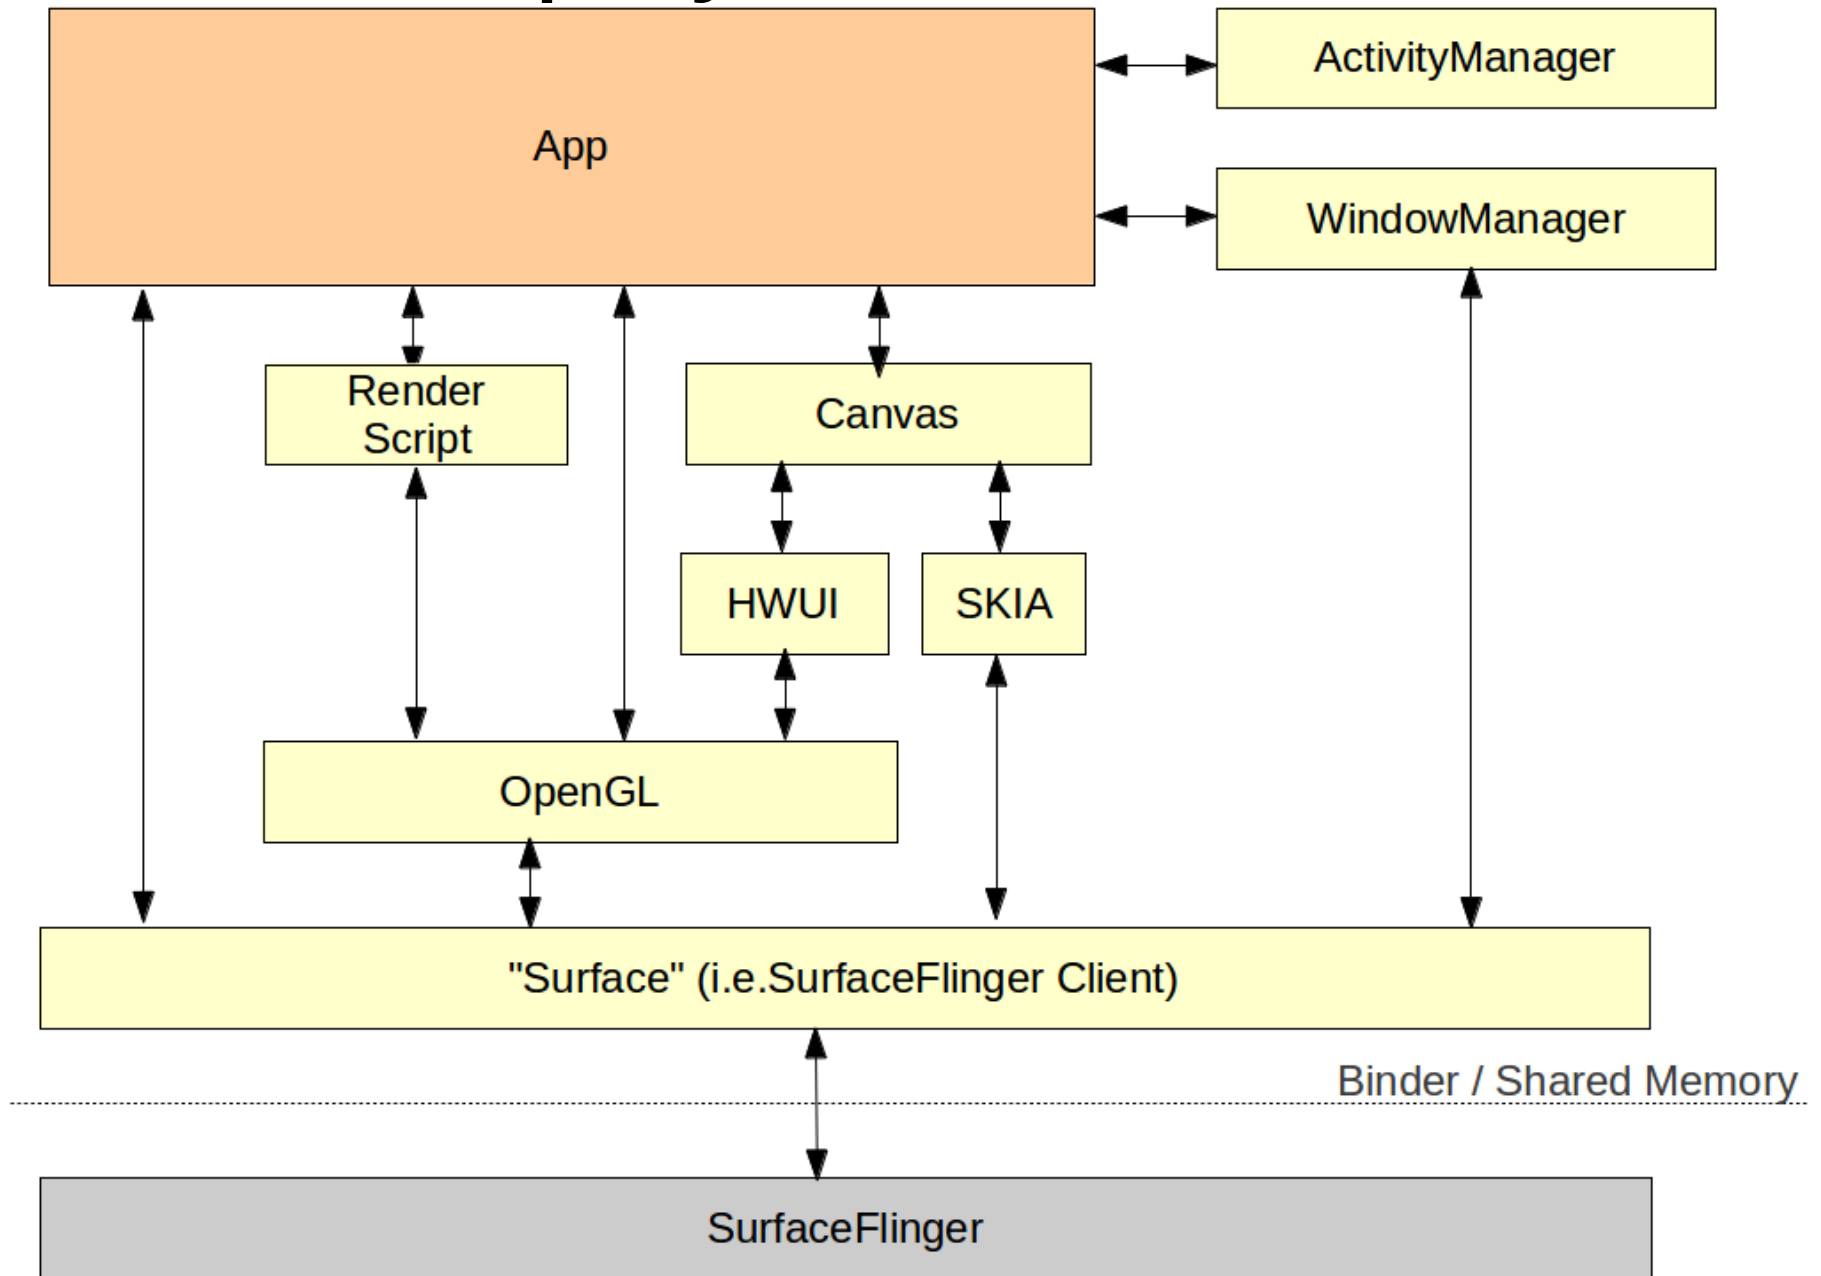 ActivityManager
App
WindowManager
Render
Script
Canvas
HWUI
SKIA
OpenGL
"Surface" (i.e.SurfaceFlinger Client)
Binder / Shared Memory
SurfaceFlinger